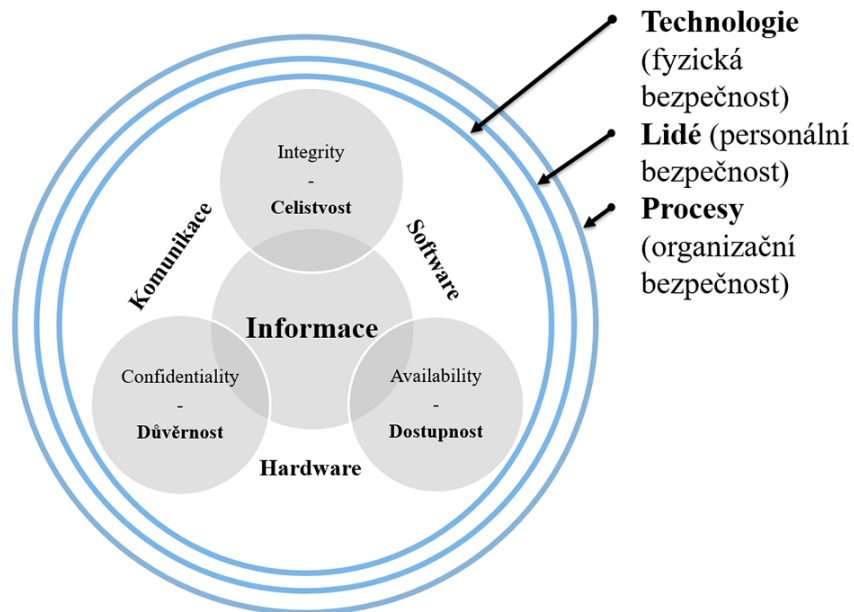 Technologie
(fyzická
bezpečnost)
Lidé (personální
bezpečnost)
Procesy
(organizační
bezpečnost)
Integrity
-
Celistvost
Komunikace
Software
Informace
Confidentiality
-
Důvěrnost
Availability
-
Dostupnost
Hardware